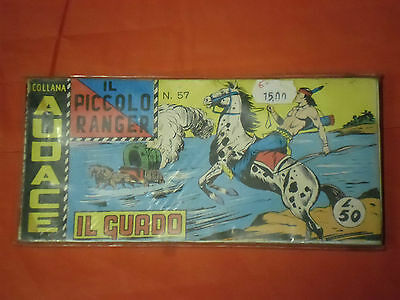 COLLANA
AUDACE
IL
PICCOLO
RANGER
N. 57
1500
IL GUADO
L. 50